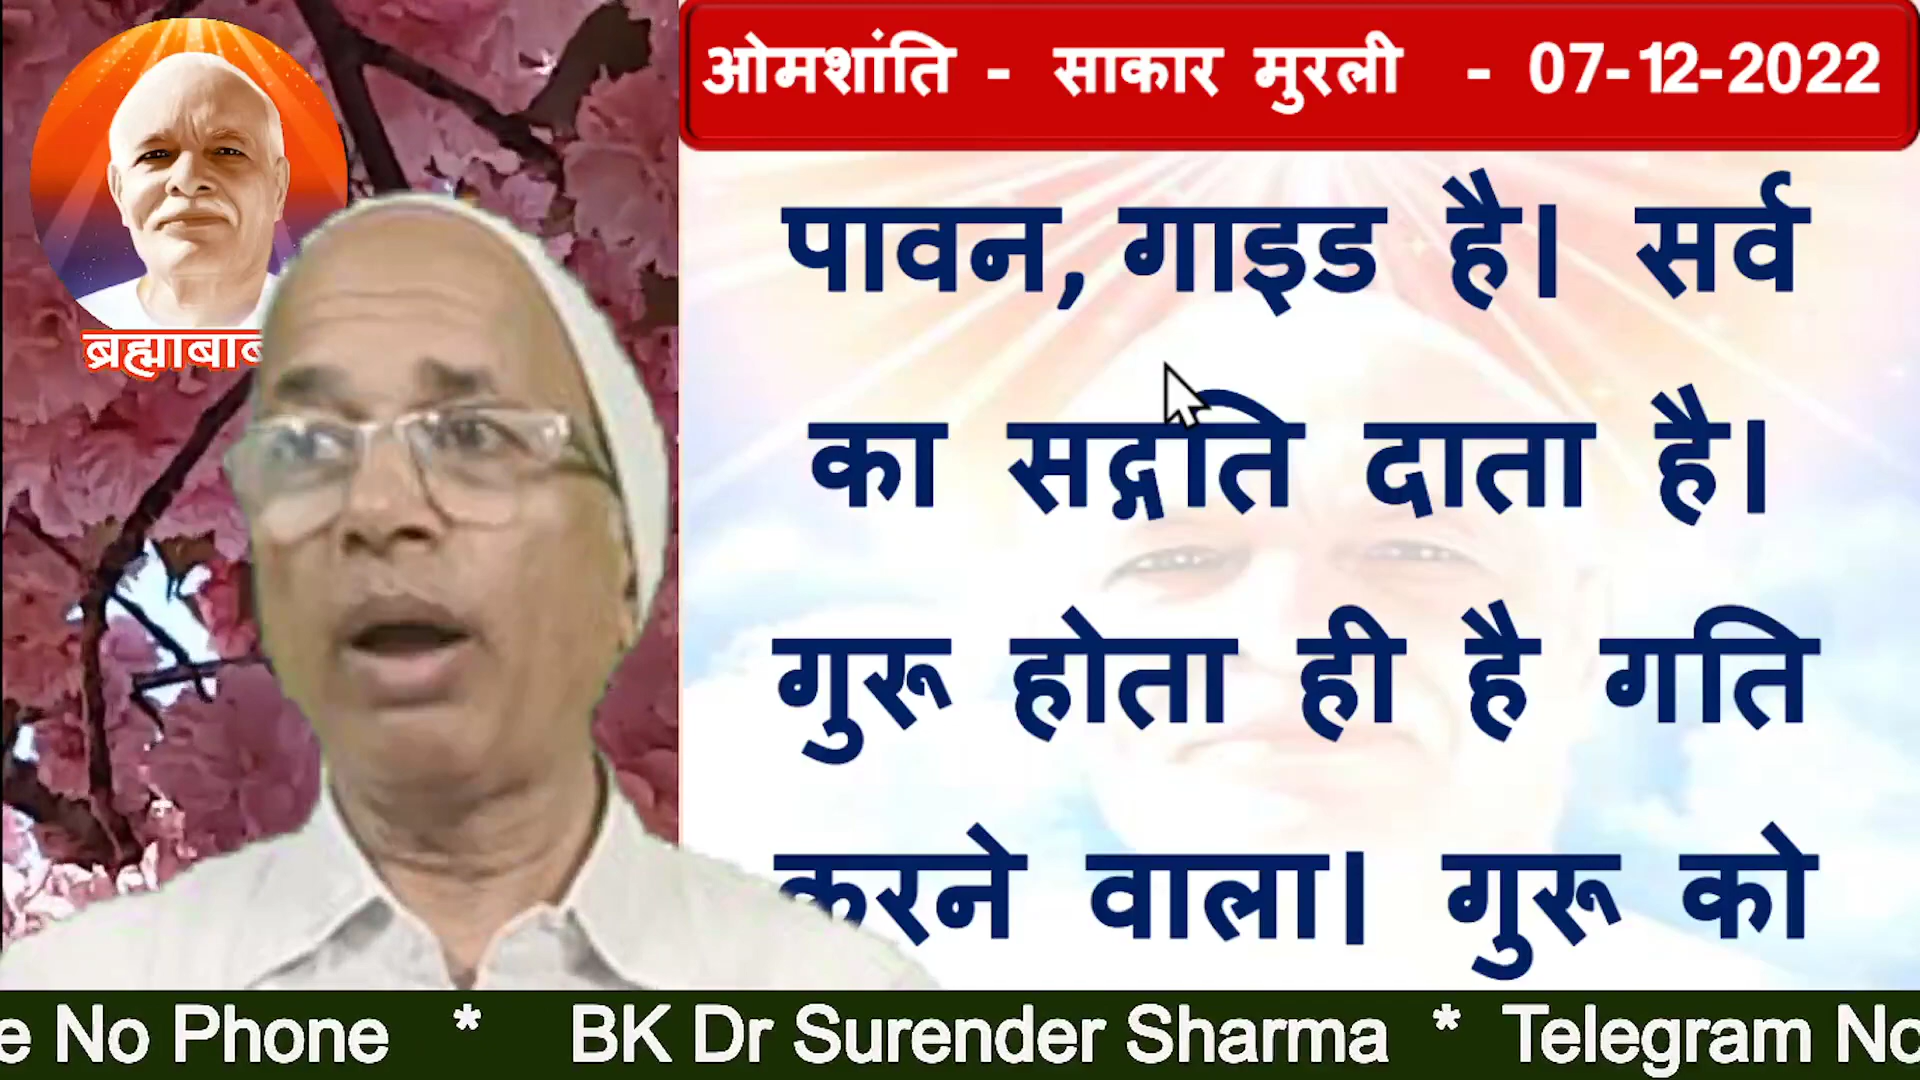 ओमशांति - साकार मुरली - 07-12-2022
पावन, गाइड है। सर्व
का सद्गति दाता है।
गुरू होता ही है गति
करने वाला। गुरू को
No Phone * BK Dr Surender Sharma * Telegram No